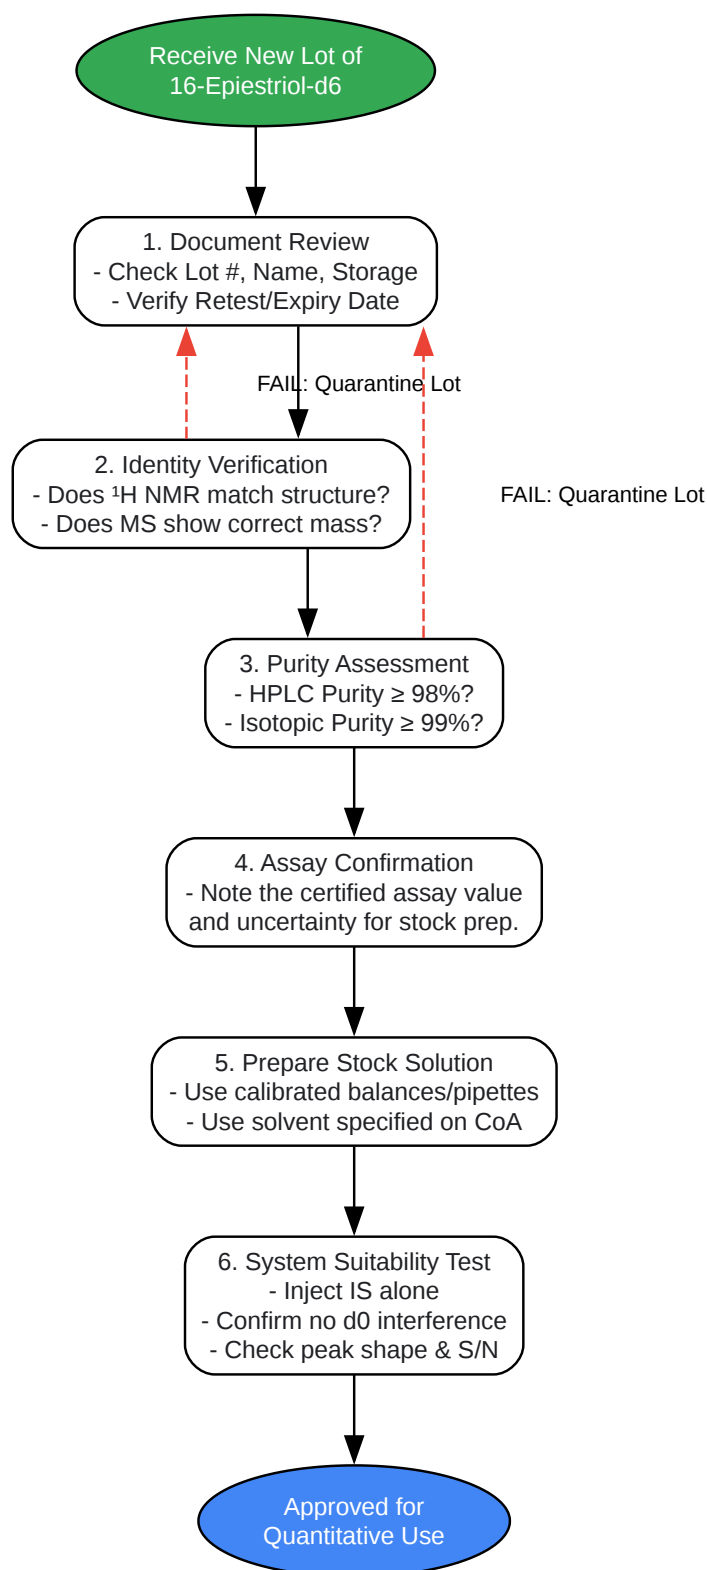 Receive New Lot of
16-Epiestriol-d6
1. Document Review
- Check Lot #, Name, Storage
- Verify Retest/Expiry Date
FAIL: Quarantine Lot
2. Identity Verification
- Does ¹H NMR match structure?
- Does MS show correct mass?
FAIL: Quarantine Lot
3. Purity Assessment
- HPLC Purity ≥ 98%?
- Isotopic Purity ≥ 99%?
4. Assay Confirmation
- Note the certified assay value
and uncertainty for stock prep.
5. Prepare Stock Solution
- Use calibrated balances/pipettes
- Use solvent specified on CoA
6. System Suitability Test
- Inject IS alone
- Confirm no d0 interference
- Check peak shape & S/N
Approved for
Quantitative Use